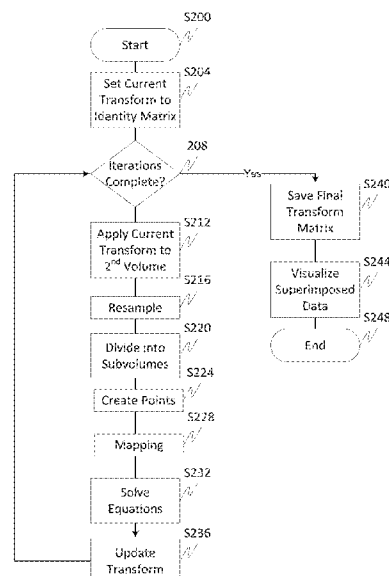 S200
Start
S204
Set Current
Transform to
Identity Matrix
208
Iterations
Complete?
Yes
S212
Apply Current
Transform to
2nd Volume
S216
Resample
S220
Divide into
Subvolumes
S224
Create Points
S228
Mapping
S232
Solve
Equations
S236
Update
Transform
S240
Save Final
Transform
Matrix
S244
Visualize
Superimposed
Data
S248
End